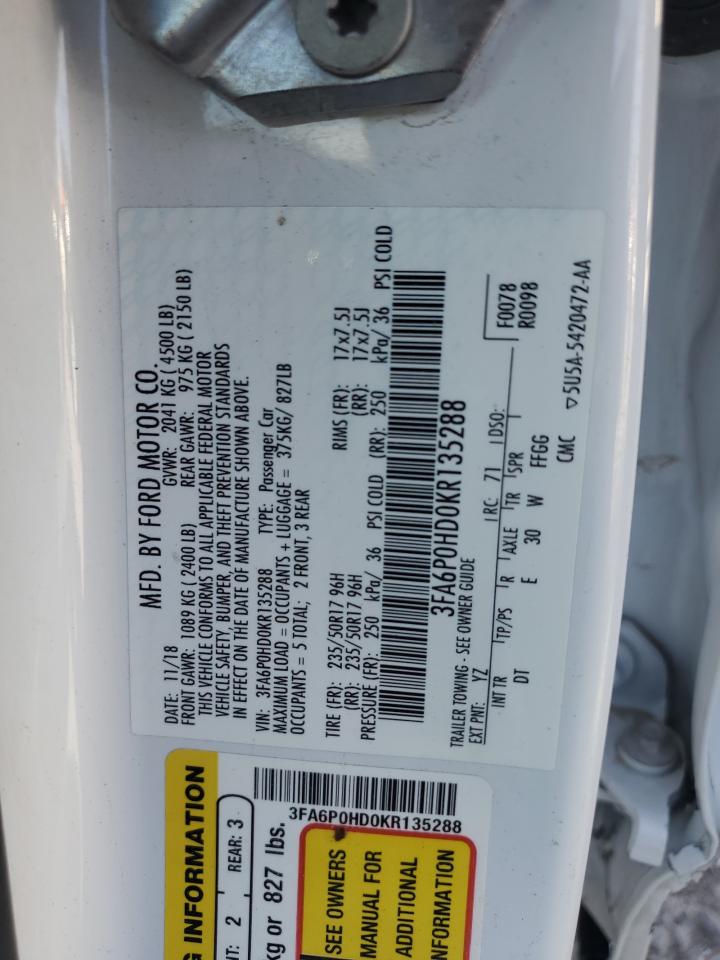 MFD. BY FORD MOTOR CO.
DATE: 11/18 GVWR: 2041 KG ( 4500 LB)
FRONT GAWR: 1089 KG ( 2400 LB) REAR GAWR: 975 KG ( 2150 LB)
THIS VEHICLE CONFORMS TO ALL APPLICABLE FEDERAL MOTOR
VEHICLE SAFETY, BUMPER, AND THEFT PREVENTION STANDARDS
IN EFFECT ON THE DATE OF MANUFACTURE SHOWN ABOVE.
VIN: 3FA6P0HD0KR135288 TYPE: Passenger Car
MAXIMUM LOAD = OCCUPANTS + LUGGAGE = 375KG/ 827LB
OCCUPANTS = 5 TOTAL; 2 FRONT, 3 REAR
TIRE (FR): 235/50R17 96H RIMS (FR): 17x7.5J
(RR): 235/50R17 96H (RR): 17x7.5J
PRESSURE (FR): 250 kPa/ 36 PSI COLD (RR): 250 kPa/ 36 PSI COLD
3FA6P0HD0KR135288
TRAILER TOWING - SEE OWNER GUIDE
EXT PNT: YZ RC: 71 DSO: F0078
R0098
INT TR TP/PS R AXLE TR SPR
DT E 30 W FFGG
CMC ▽5U5A-5420472-AA
G INFORMATION
NT: 2 REAR: 3
3FA6P0HD0KR135288
kg or 827 lbs.
SEE OWNERS
MANUAL FOR
ADDITIONAL
INFORMATION